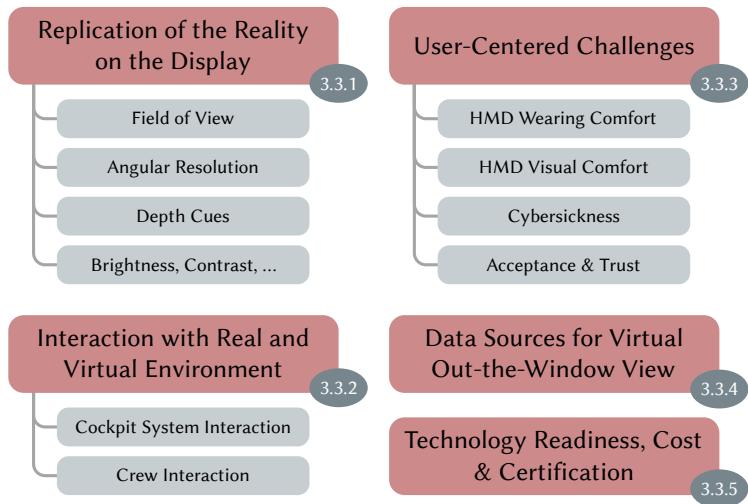 Replication of the Reality
on the Display
3.3.1
Field of View
Angular Resolution
Depth Cues
Brightness, Contrast, ...
Interaction with Real and
Virtual Environment
3.3.2
Cockpit System Interaction
Crew Interaction
User-Centered Challenges
3.3.3
HMD Wearing Comfort
HMD Visual Comfort
Cybersickness
Acceptance & Trust
Data Sources for Virtual
Out-the-Window View
3.3.4
Technology Readiness, Cost
& Certification
3.3.5